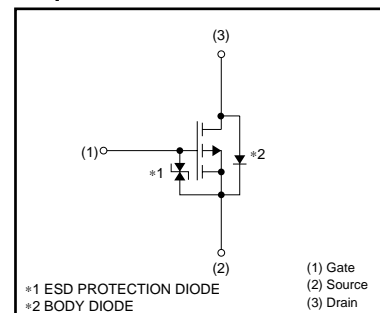 (3)
(1)
∗1
∗2
(2)
(1) Gate
(2) Source
(3) Drain
∗1 ESD PROTECTION DIODE
∗2 BODY DIODE